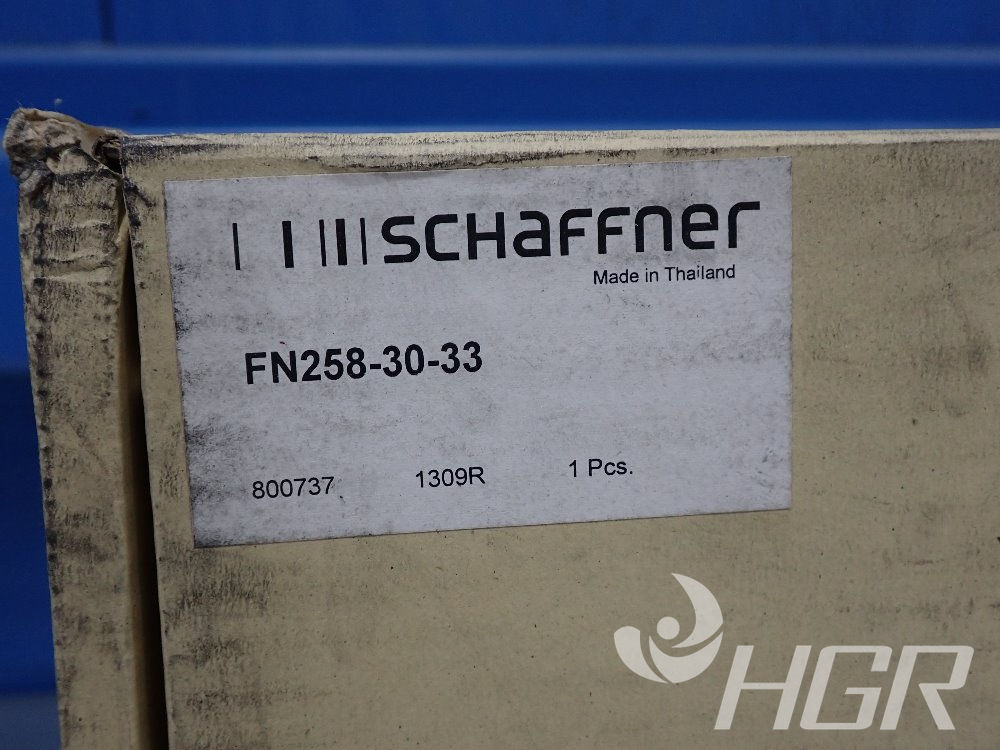 SCHaFFner
Made in Thailand
FN258-30-33
800737 1309R 1 Pcs.
HGR